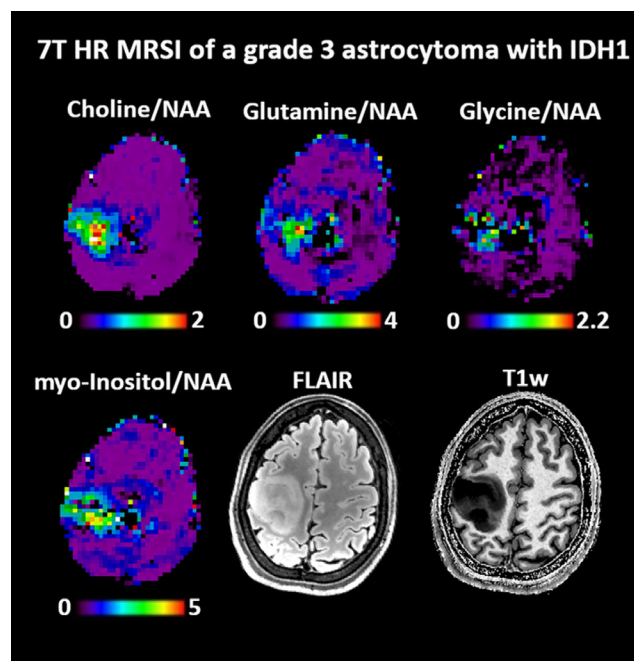 7T HR MRSI of a grade 3 astrocytoma with IDH1
Choline/NAA
Glutamine/NAA
Glycine/NAA
0 2
0 4
0 2.2
myo-Inositol/NAA
FLAIR
T1w
0 5